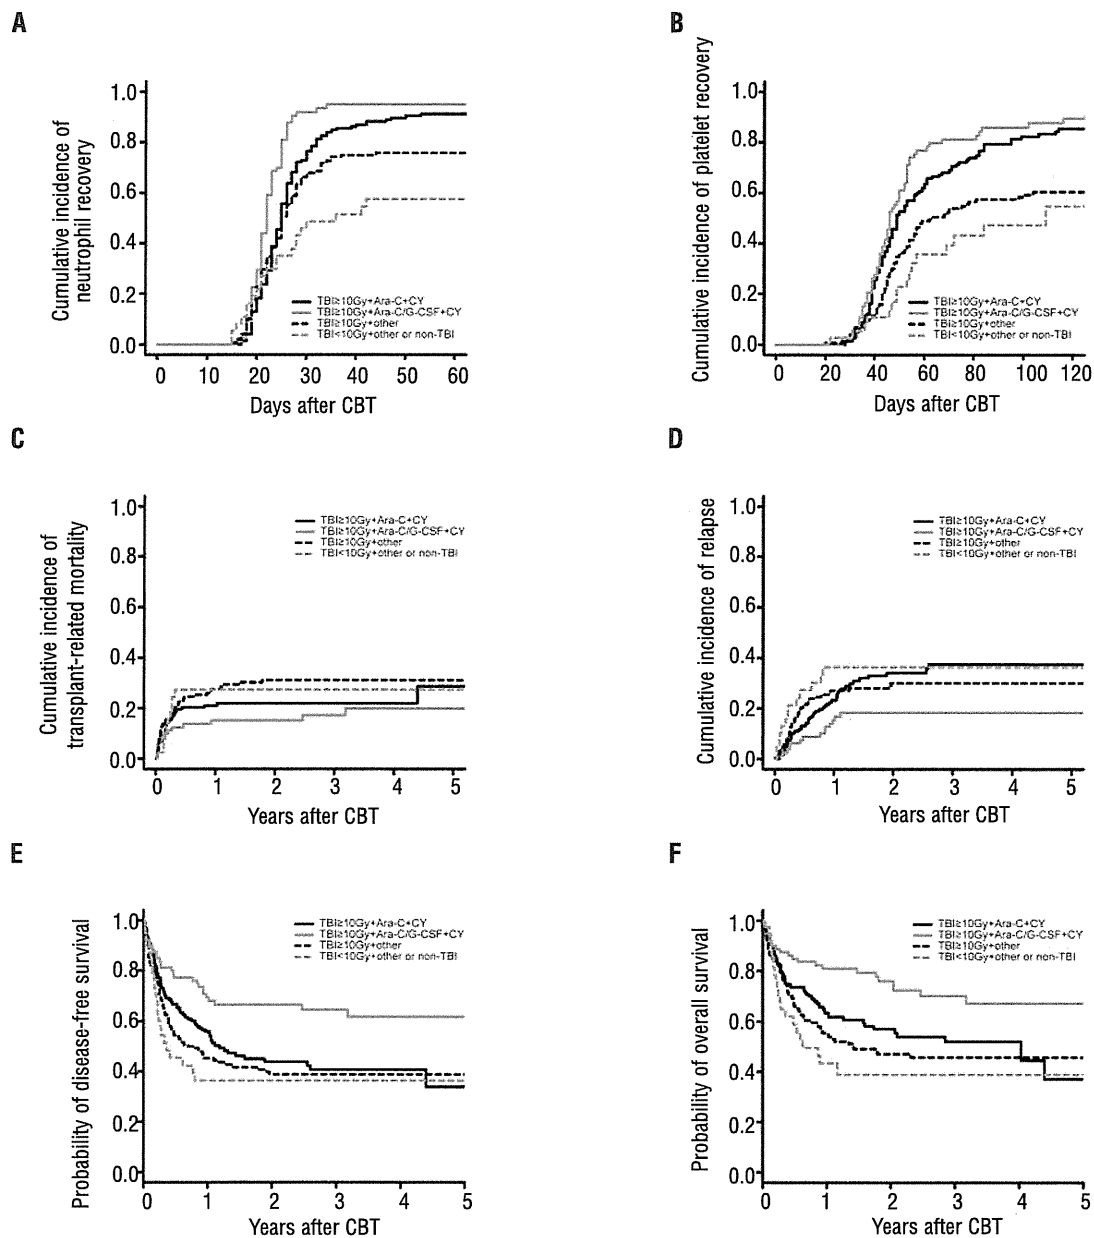 A
Cumulative incidence of
neutrophil recovery
1.0
0.8
0.6
0.4
0.2
0.0
TBI≥10Gy+Ara-C+CY
TBI≥10Gy+Ara-C/G-CSF+CY
TBI≥10Gy+other
TBI<10Gy+other or non-TBI
0 10 20 30 40 50 60
Days after CBT
B
Cumulative incidence of platelet recovery
1.0
0.8
0.6
0.4
0.2
0.0
TBI≥10Gy+Ara-C+CY
TBI≥10Gy+Ara-C/G-CSF+CY
TBI≥10Gy+other
TBI<10Gy+other or non-TBI
0 20 40 60 80 100 120
Days after CBT
C
Cumulative incidence of
transplant-related mortality
1.0
0.8
0.6
0.4
0.2
0.0
TBI≥10Gy+Ara-C+CY
TBI≥10Gy+Ara-C/G-CSF+CY
TBI≥10Gy+other
TBI<10Gy+other or non-TBI
0 1 2 3 4 5
Years after CBT
D
Cumulative incidence of relapse
1.0
0.8
0.6
0.4
0.2
0.0
TBI≥10Gy+Ara-C+CY
TBI≥10Gy+Ara-C/G-CSF+CY
TBI≥10Gy+other
TBI<10Gy+other or non-TBI
0 1 2 3 4 5
Years after CBT
E
Probability of disease-free survival
1.0
0.8
0.6
0.4
0.2
0.0
TBI≥10Gy+Ara-C+CY
TBI≥10Gy+Ara-C/G-CSF+CY
TBI≥10Gy+other
TBI<10Gy+other or non-TBI
0 1 2 3 4 5
Years after CBT
F
Probability of overall survival
1.0
0.8
0.6
0.4
0.2
0.0
TBI≥10Gy+Ara-C+CY
TBI≥10Gy+Ara-C/G-CSF+CY
TBI≥10Gy+other
TBI<10Gy+other or non-TBI
0 1 2 3 4 5
Years after CBT